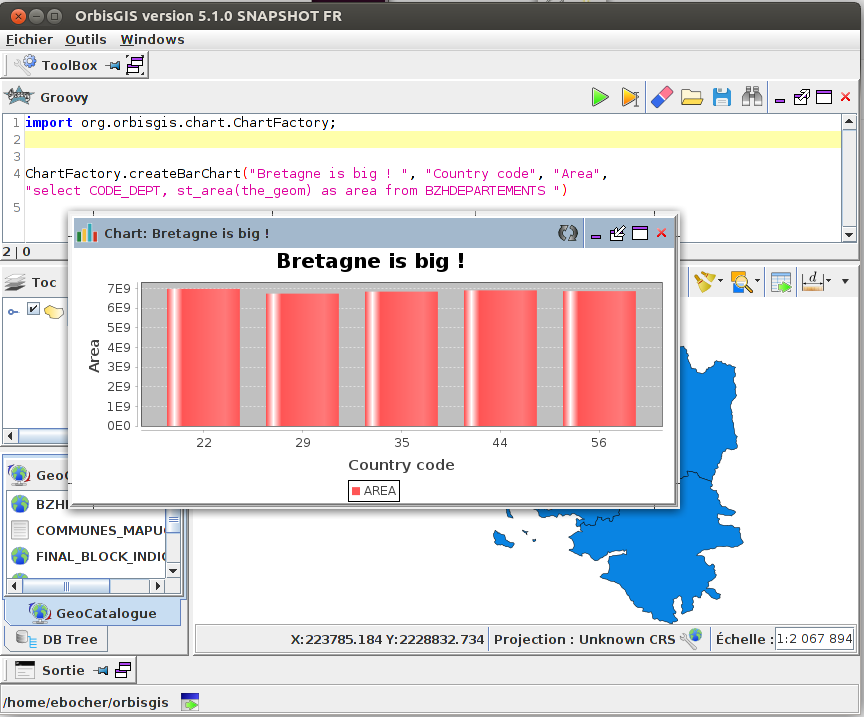 OrbisGIS version 5.1.0 SNAPSHOT FR
Fichier Outils Windows
ToolBox
Groovy
1 import org.orbisgis.chart.ChartFactory;
2
3
4 ChartFactory.createBarChart("Bretagne is big ! ", "Country code", "Area",
"select CODE_DEPT, st_area(the_geom) as area from BZHDEPARTEMENTS ")
5
2 | 0
Chart: Bretagne is big !
Bretagne is big !
7E9
6E9
5E9
4E9
3E9
2E9
1E9
0E0
Area
22 29 35 44 56
Country code
AREA
Toc
d
GeoC
BZH
COMMUNES_MAPU
FINAL_BLOCK_INDIC
GeoCatalogue
DB Tree
X:223785.184 Y:2228832.734 Projection : Unknown CRS Échelle : 1:2 067 894
Sortie
/home/ebocher/orbisgis